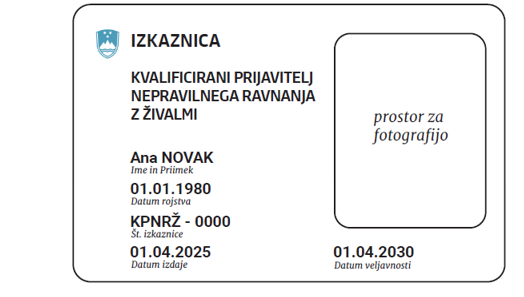 IZKAZNICA
KVALIFICIRANI PRIJAVITELJ
NEPRAVILNEGA RAVNANJA
Z ŽIVALMI
prostor za
fotografijo
Ana NOVAK
Ime in Priimek
01.01.1980
Datum rojstva
KPNRŽ - 0000
Št. izkaznice
01.04.2025
Datum izdaje
01.04.2030
Datum veljavnosti